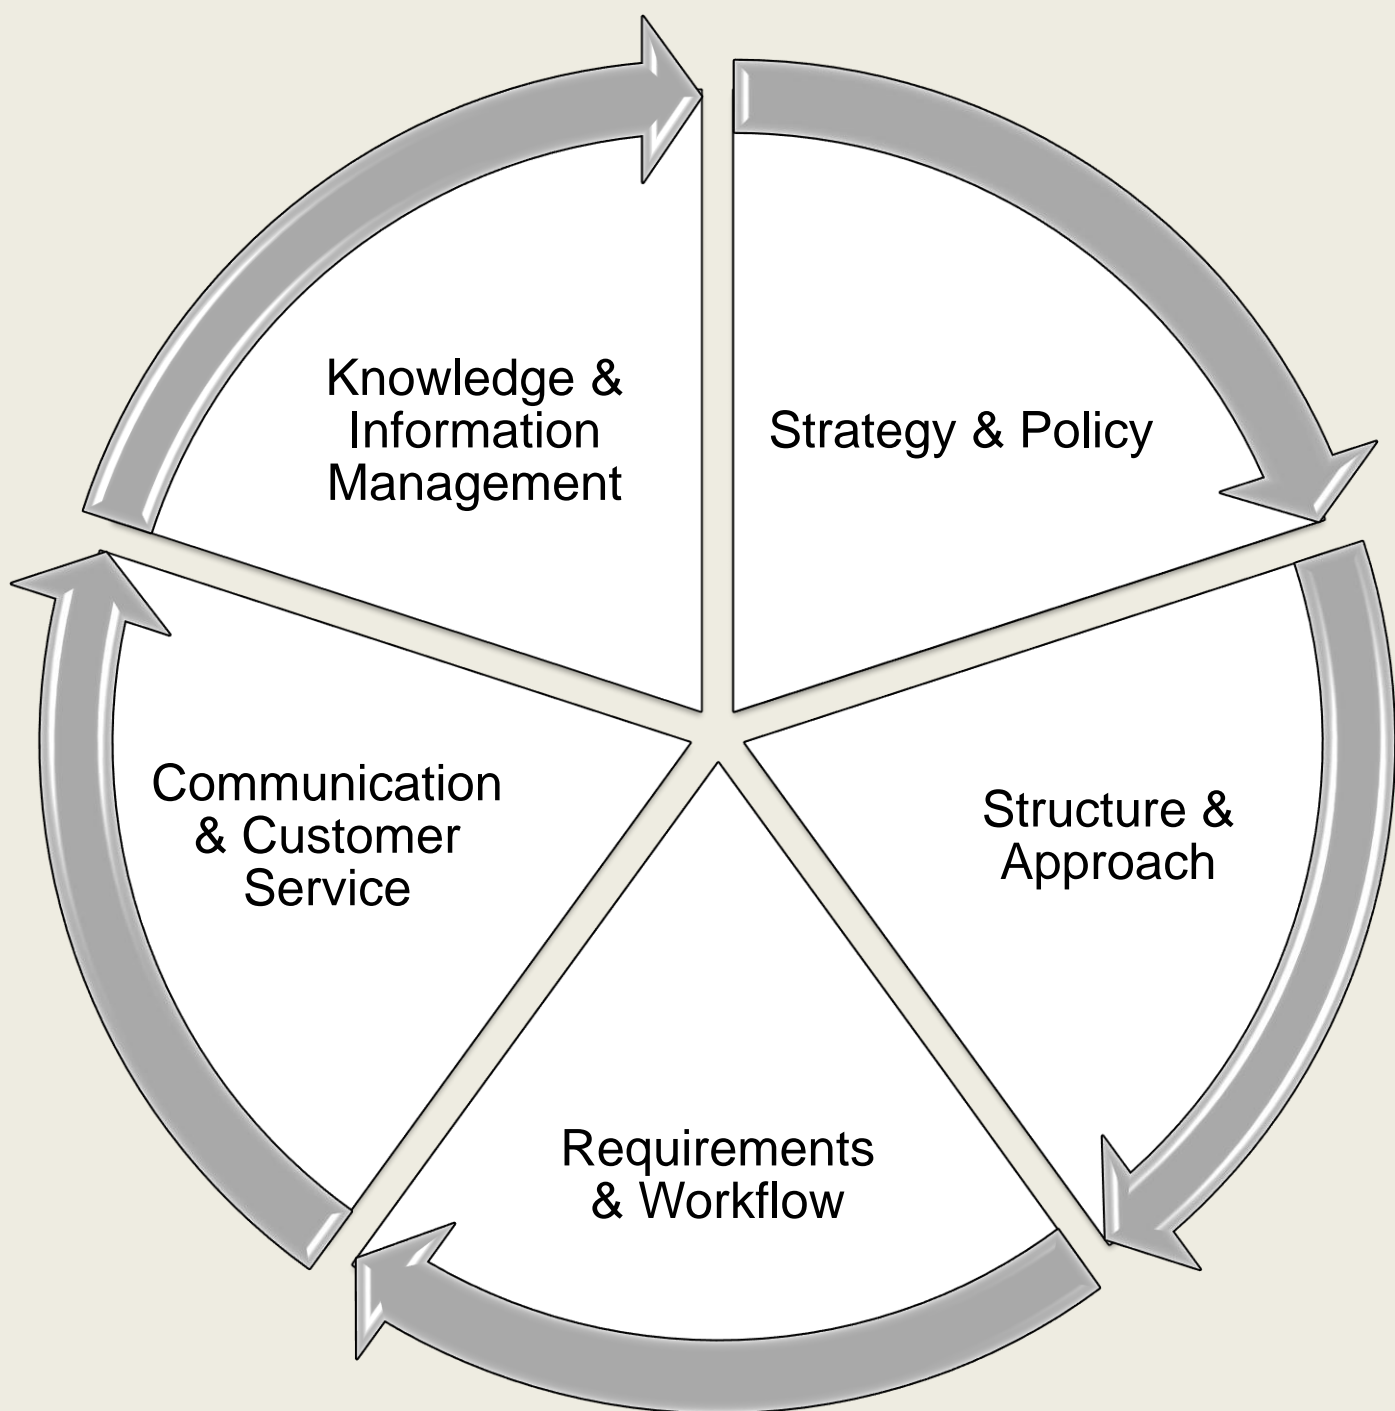 Knowledge &
Information
Management
Strategy & Policy
Structure &
Approach
Requirements
& Workflow
Communication
& Customer
Service